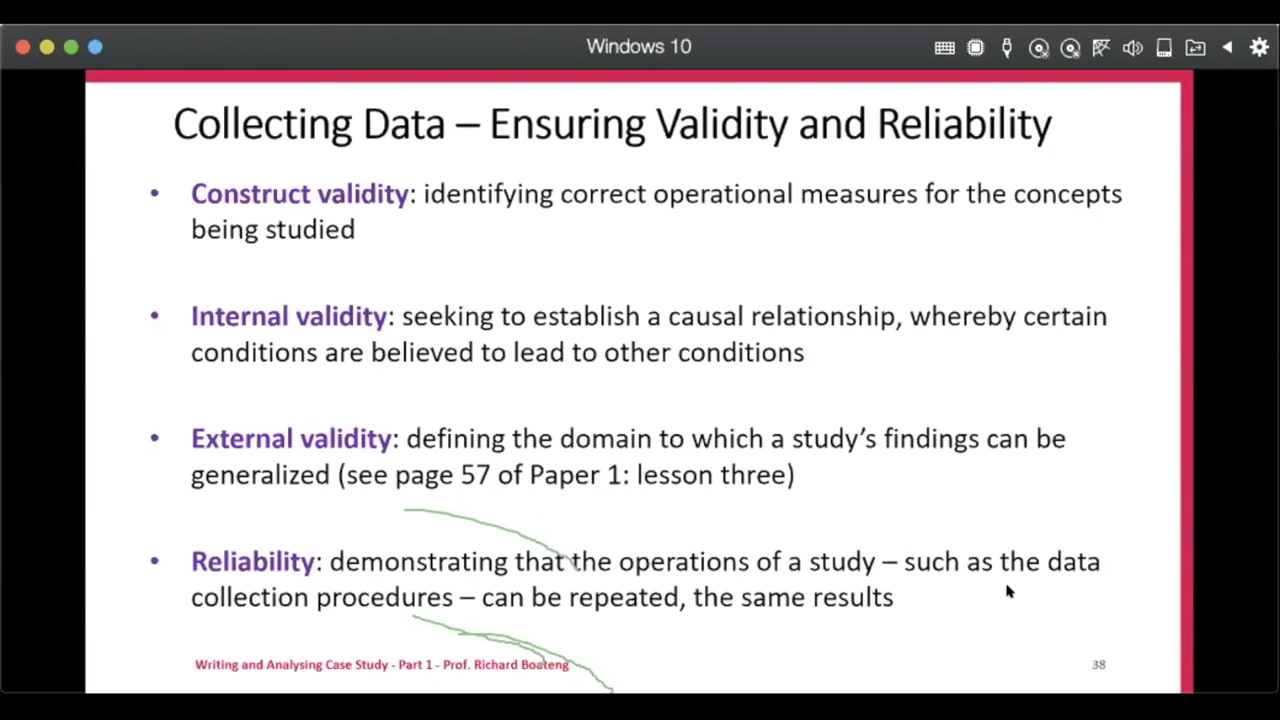 Windows 10
Collecting Data – Ensuring Validity and Reliability
• Construct validity: identifying correct operational measures for the concepts
being studied
• Internal validity: seeking to establish a causal relationship, whereby certain
conditions are believed to lead to other conditions
• External validity: defining the domain to which a study's findings can be
generalized (see page 57 of Paper 1: lesson three)
• Reliability: demonstrating that the operations of a study – such as the data
collection procedures – can be repeated, the same results
Writing and Analysing Case Study - Part 1 - Prof. Richard Boateng
38